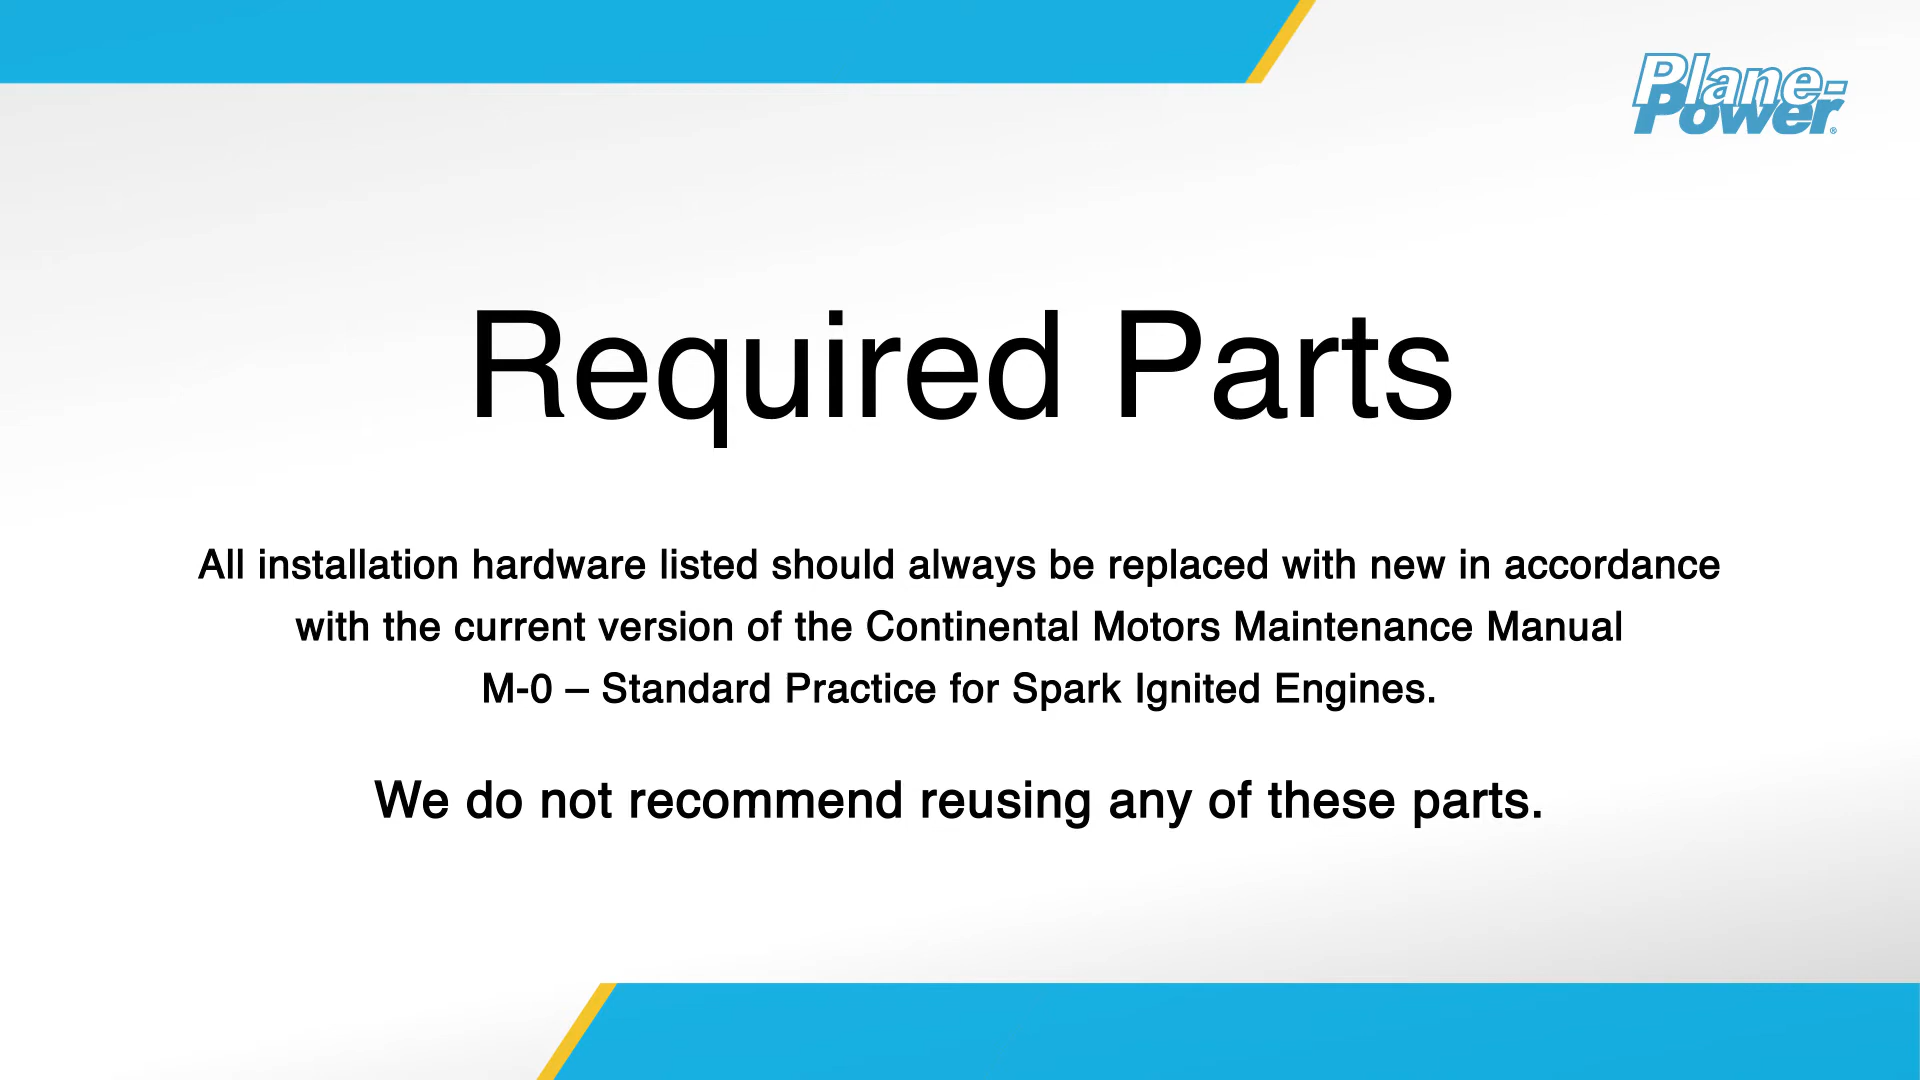 Plane-
Power®
Required Parts
All installation hardware listed should always be replaced with new in accordance
with the current version of the Continental Motors Maintenance Manual
M-0 – Standard Practice for Spark Ignited Engines.
We do not recommend reusing any of these parts.